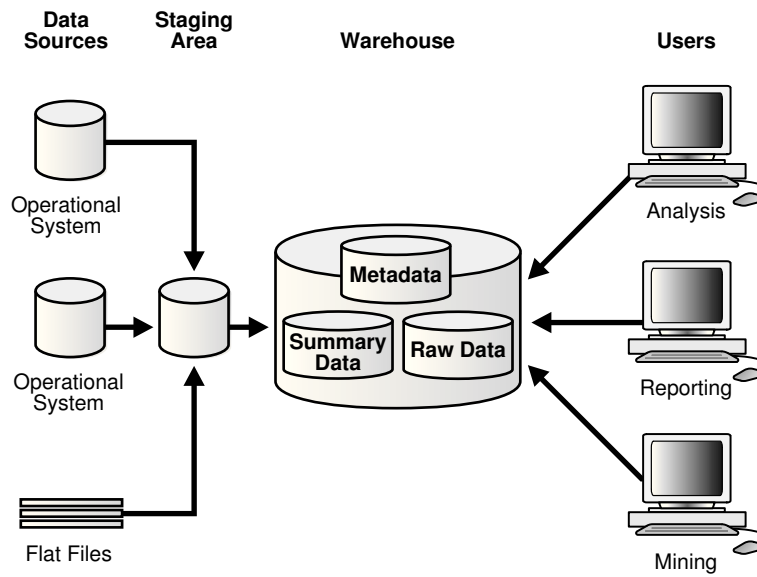 Data
Sources
Staging
Area
Warehouse
Users
Operational
System
Analysis
Metadata
Summary
Data
Raw Data
Operational
System
Reporting
Flat Files
Mining